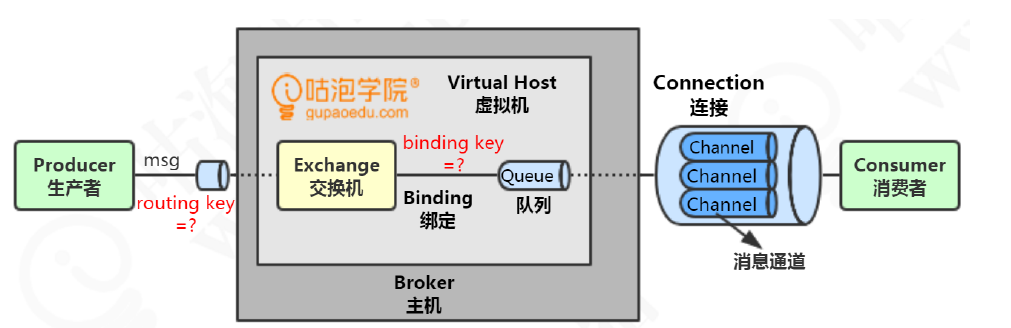 咕泡学院®
gupaoedu.com
Virtual Host
虚拟机
Connection
连接
Producer
生产者
msg
routing key
=?
Exchange
交换机
binding key
=?
Binding
绑定
Queue
队列
Channel
Channel
Channel
消息通道
Consumer
消费者
Broker
主机